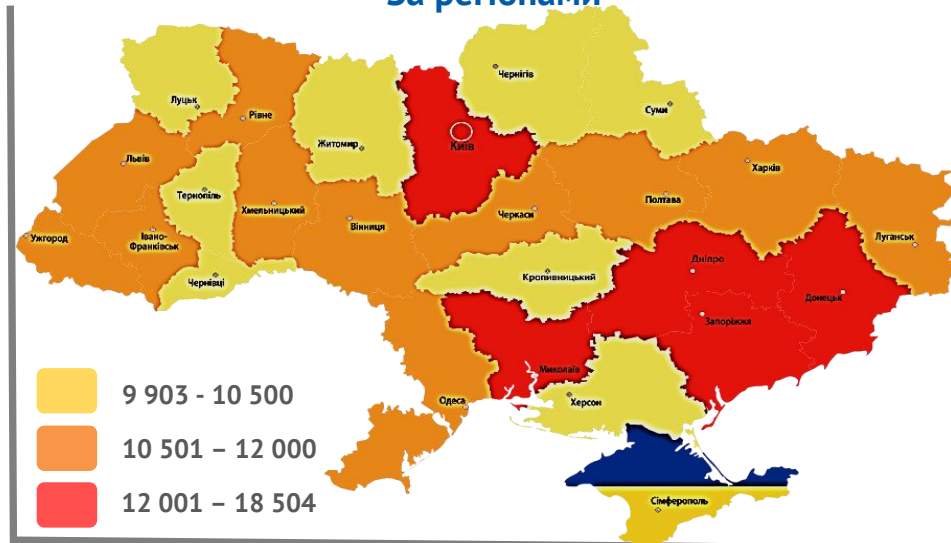 За регіонами
Чернігів
Луцьк
Суми
Рівне
Житомир
Київ
Львів
Харків
Тернопіль
Хмельницький
Полтава
Черкаси
Вінниця
Ужгород
Івано-
Франківськ
Луганськ
Чернівці
Кропивницький
Дніпро
Донецьк
Запоріжжя
Миколаїв
Херсон
Одеса
Сімферополь
9 903 - 10 500
10 501 – 12 000
12 001 – 18 504